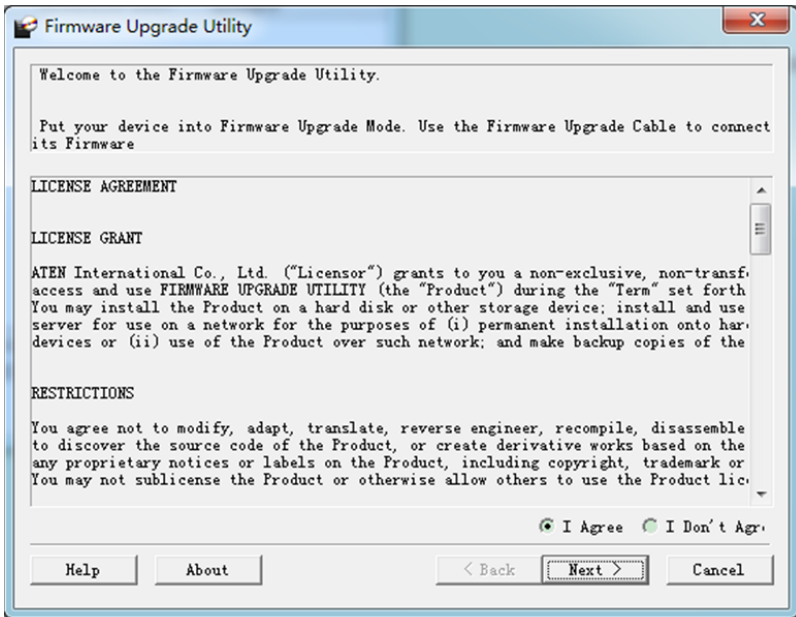 Firmware Upgrade Utility
Welcome to the Firmware Upgrade Utility.
Put your device into Firmware Upgrade Mode. Use the Firmware Upgrade Cable to connect
its Firmware
LICENSE AGREEMENT
LICENSE GRANT
ATEN International Co., Ltd. ("Licensor") grants to you a non-exclusive, non-transf
access and use FIRMWARE UPGRADE UTILITY (the "Product") during the "Term" set forth
You may install the Product on a hard disk or other storage device; install and use
server for use on a network for the purposes of (i) permanent installation onto har
devices or (ii) use of the Product over such network; and make backup copies of the
RESTRICTIONS
You agree not to modify, adapt, translate, reverse engineer, recompile, disassemble
to discover the source code of the Product, or create derivative works based on the
any proprietary notices or labels on the Product, including copyright, trademark or
You may not sublicense the Product or otherwise allow others to use the Product lic
I Agree I Don't Agr
Help About < Back Next > Cancel